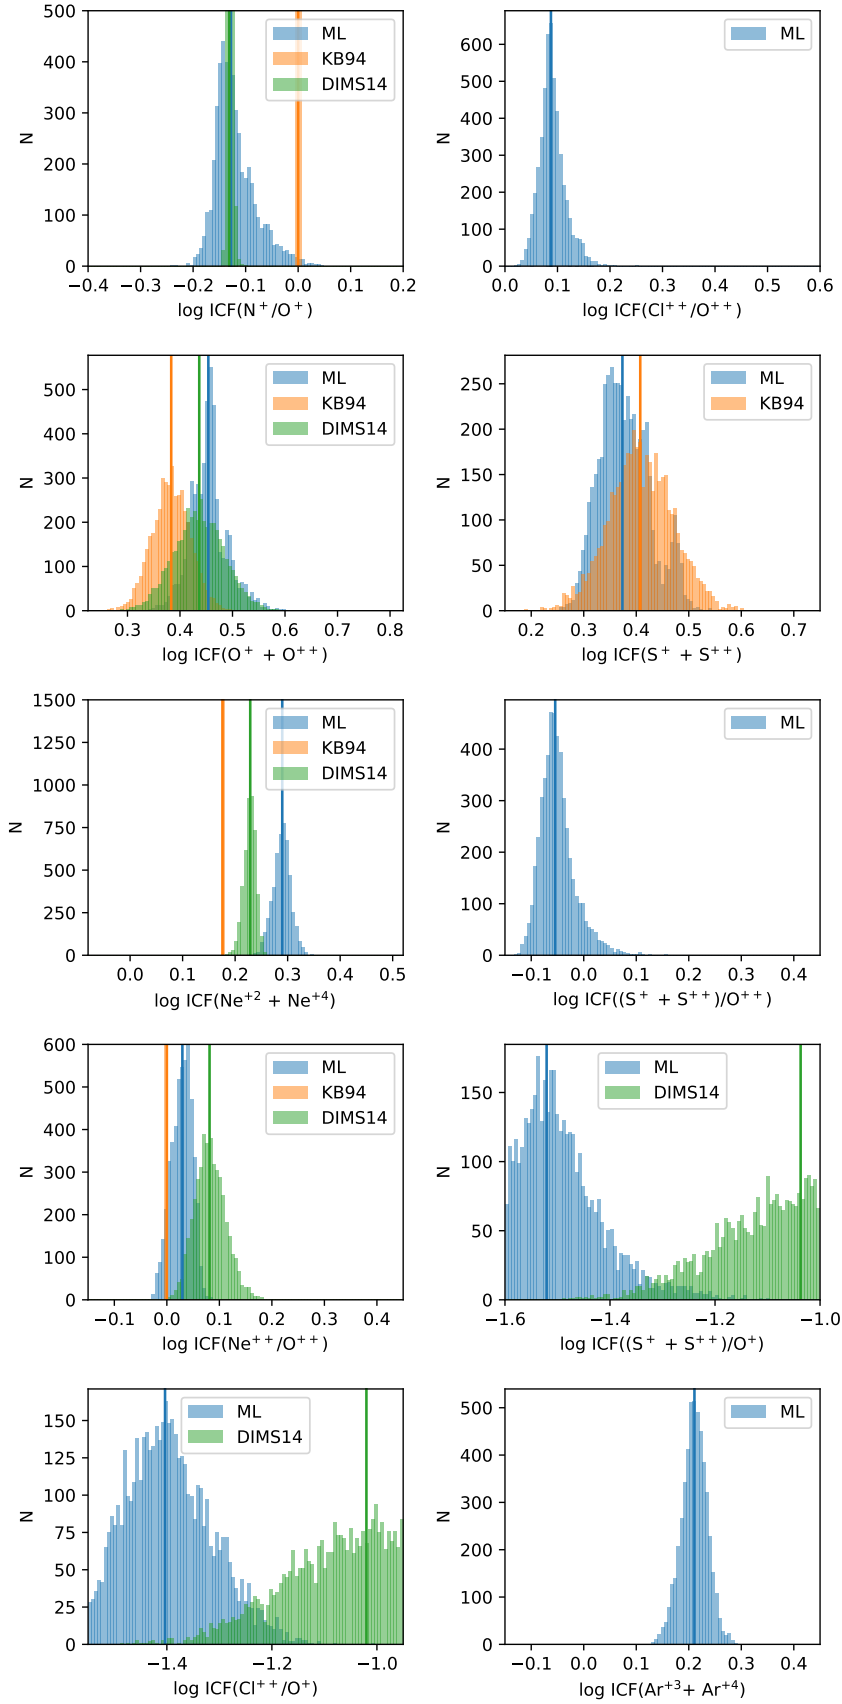 500
400
300
200
100
0
N
ML
KB94
DIMS14
−0.4 −0.3 −0.2 −0.1 0.0 0.1 0.2
log ICF(N⁺/O⁺)
600
500
400
300
200
100
0
N
ML
0.0 0.1 0.2 0.3 0.4 0.5 0.6
log ICF(Cl⁺⁺/O⁺⁺)
500
400
300
200
100
0
N
ML
KB94
DIMS14
0.3 0.4 0.5 0.6 0.7 0.8
log ICF(O⁺ + O⁺⁺)
250
200
150
100
50
0
N
ML
KB94
0.2 0.3 0.4 0.5 0.6 0.7
log ICF(S⁺ + S⁺⁺)
1500
1250
1000
750
500
250
0
N
ML
KB94
DIMS14
0.0 0.1 0.2 0.3 0.4 0.5
log ICF(Ne⁺² + Ne⁺⁴)
400
300
200
100
0
N
ML
−0.1 0.0 0.1 0.2 0.3 0.4
log ICF((S⁺ + S⁺⁺)/O⁺⁺)
600
500
400
300
200
100
0
N
ML
KB94
DIMS14
−0.1 0.0 0.1 0.2 0.3 0.4
log ICF(Ne⁺⁺/O⁺⁺)
150
100
50
0
N
ML
DIMS14
−1.6 −1.4 −1.2 −1.0
log ICF((S⁺ + S⁺⁺)/O⁺)
150
125
100
75
50
25
0
N
ML
DIMS14
−1.4 −1.2 −1.0
log ICF(Cl⁺⁺/O⁺)
500
400
300
200
100
0
N
ML
−0.1 0.0 0.1 0.2 0.3 0.4
log ICF(Ar⁺³+ Ar⁺⁴)